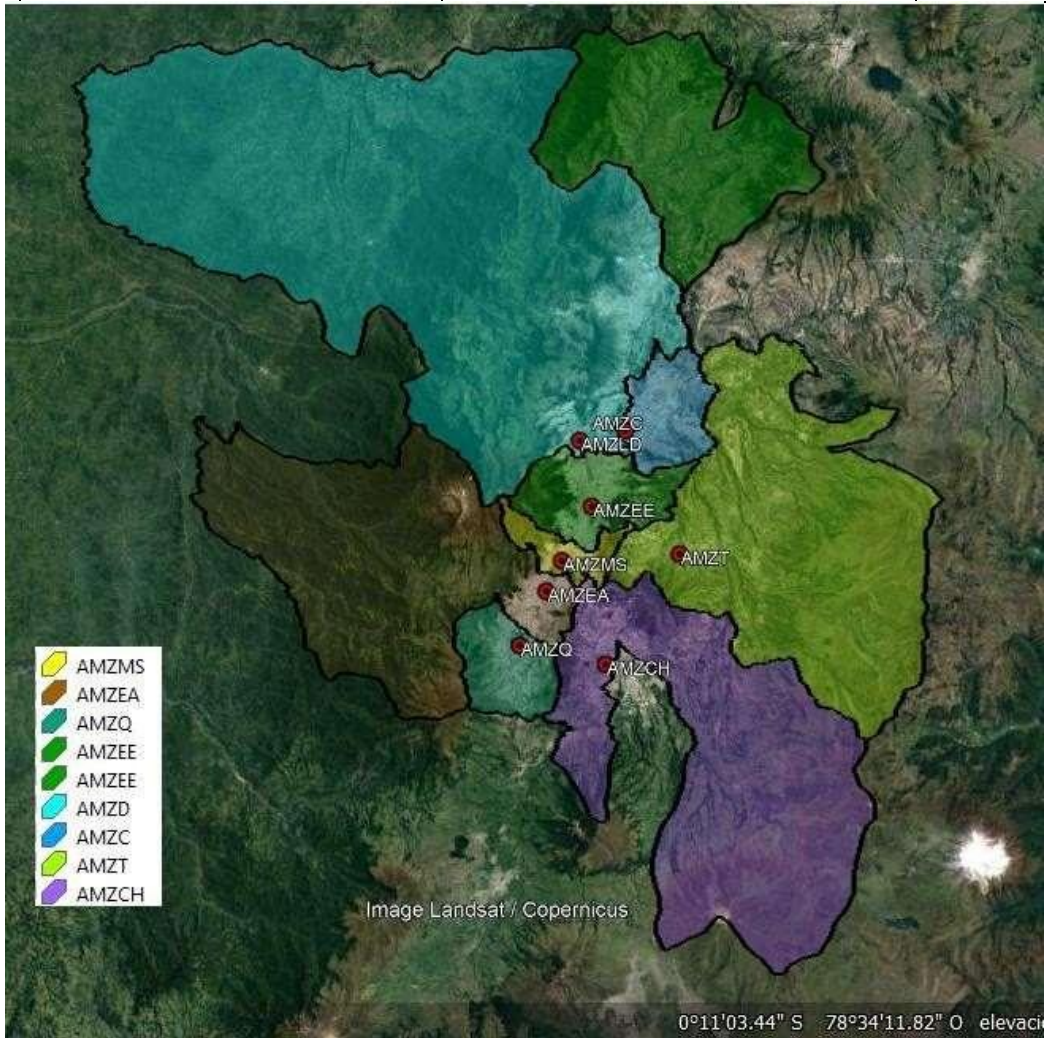 AMZC
AMZLD
AMZEE
AMZMS
AMZT
AMZEA
AMZQ
AMZCH
AMZMS
AMZEA
AMZQ
AMZEE
AMZEE
AMZD
AMZC
AMZT
AMZCH
Image Landsat / Copernicus
0°11'03.44" S 78°34'11.82" O elevació